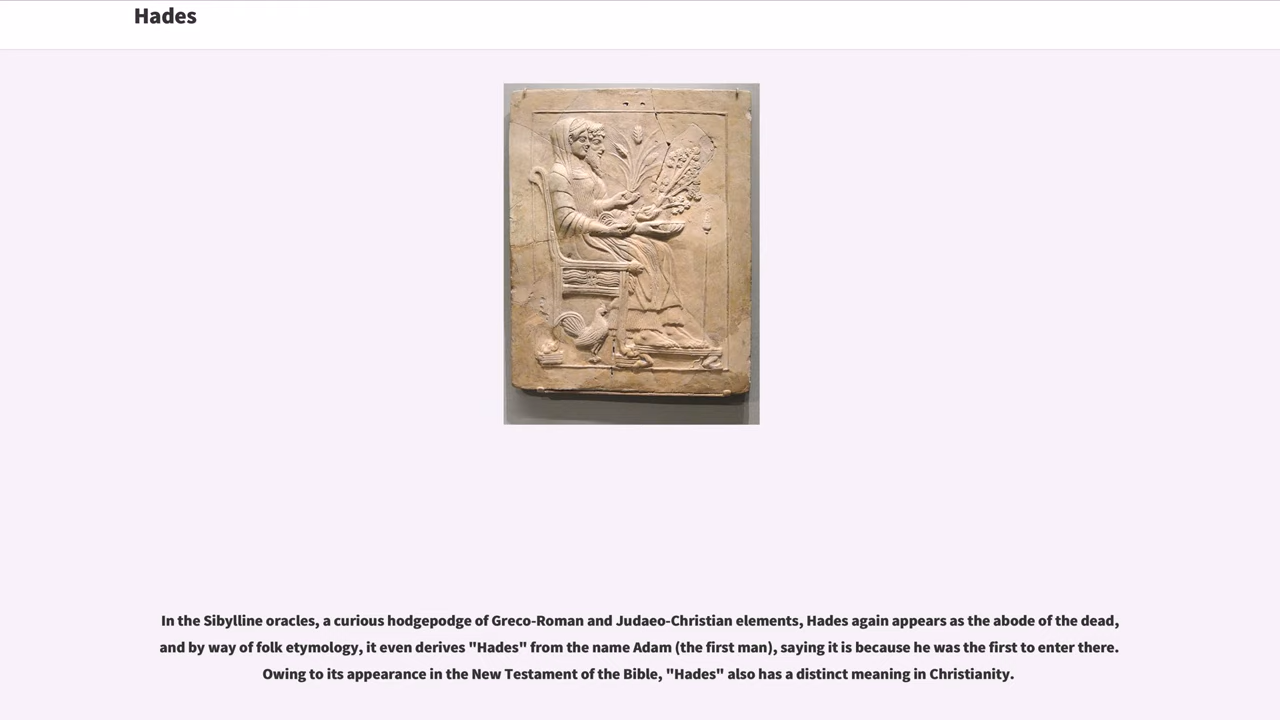 Hades
In the Sibylline oracles, a curious hodgepodge of Greco-Roman and Judaeo-Christian elements, Hades again appears as the abode of the dead,
and by way of folk etymology, it even derives "Hades" from the name Adam (the first man), saying it is because he was the first to enter there.
Owing to its appearance in the New Testament of the Bible, "Hades" also has a distinct meaning in Christianity.